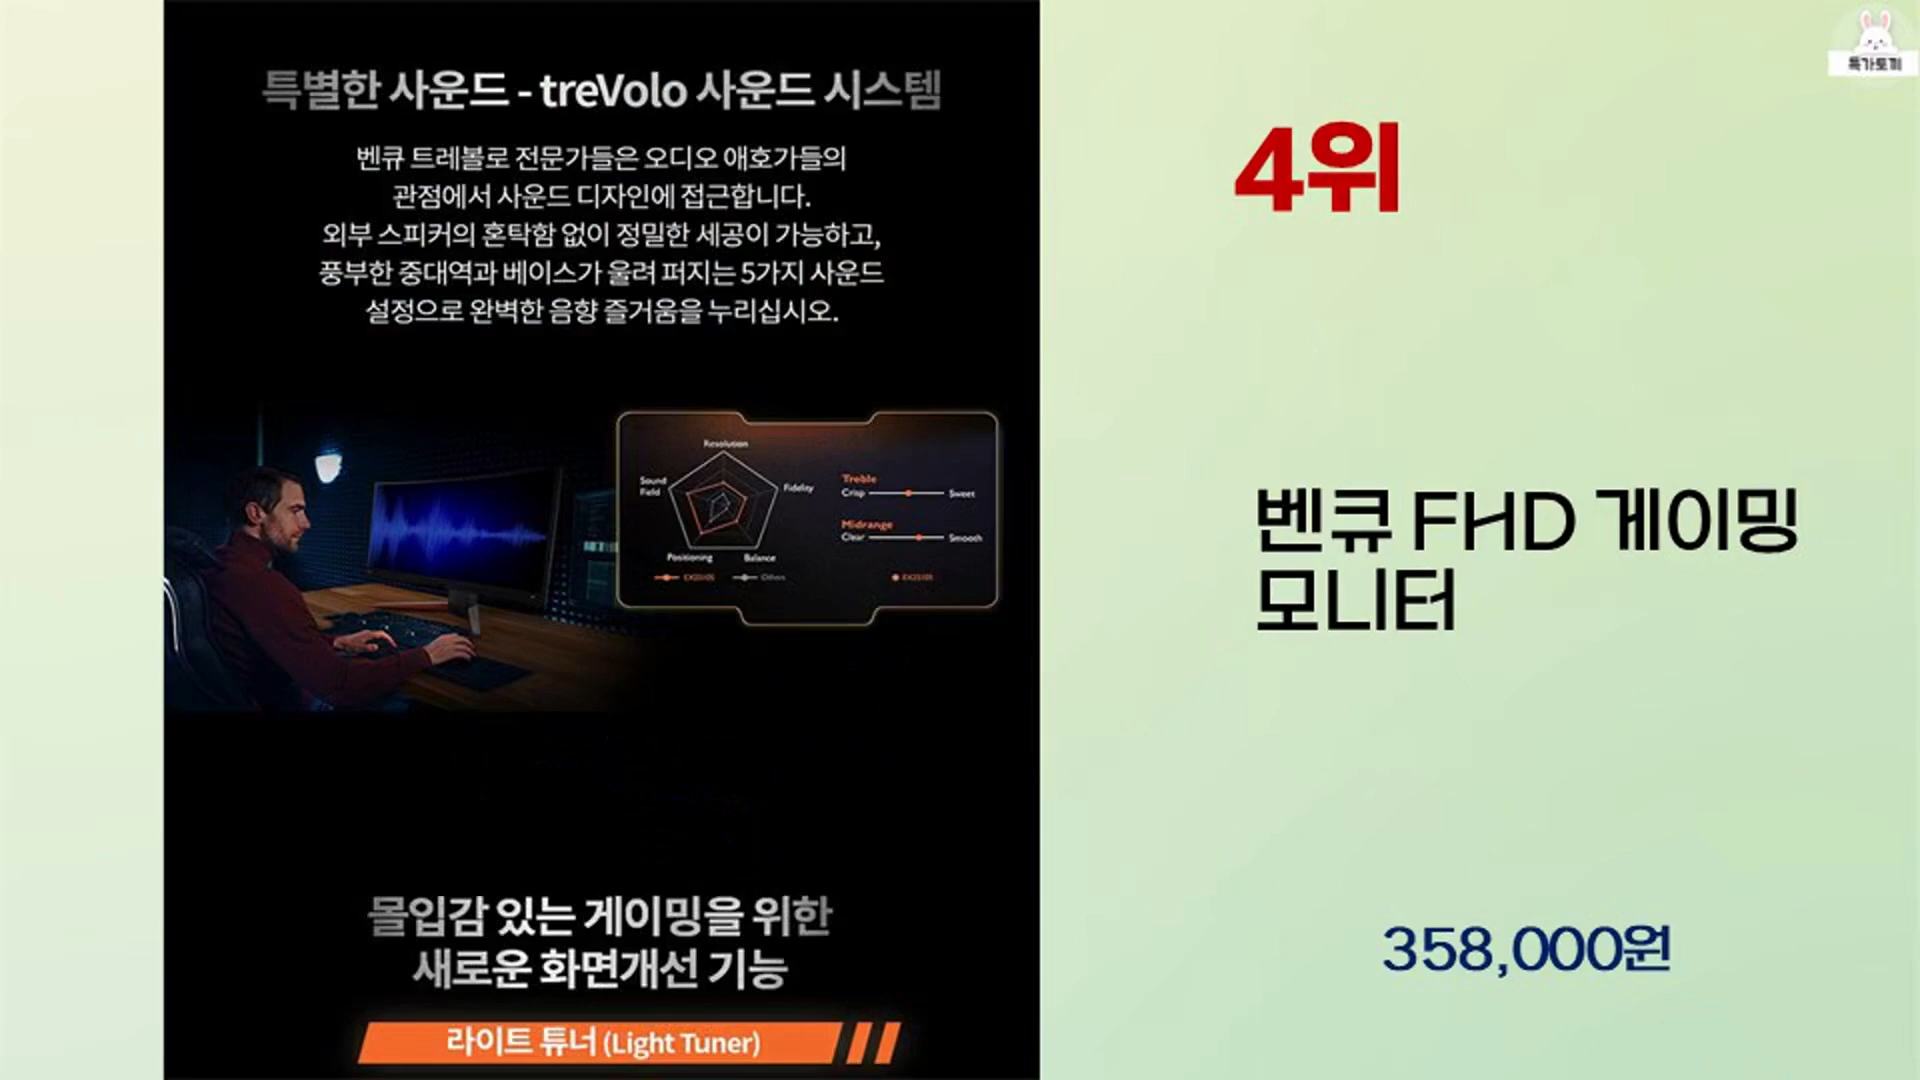 특별한 사운드 - treVolo 사운드 시스템
벤큐 트레볼로 전문가들은 오디오 애호가들의
관점에서 사운드 디자인에 접근합니다.
외부 스피커의 혼탁함 없이 정밀한 세공이 가능하고,
풍부한 중대역과 베이스가 울려 퍼지는 5가지 사운드
설정으로 완벽한 음향 즐거움을 누리십시오.
Resolution
Sound
Field
Fidelity
Positioning
Balance
Others
Treble
Crisp
Sweet
Midrange
Clear
Smooth
몰입감 있는 게이밍을 위한
새로운 화면개선 기능
라이트 튜너 (Light Tuner)
특가토끼
4위
벤큐 FHD 게이밍
모니터
358,000원